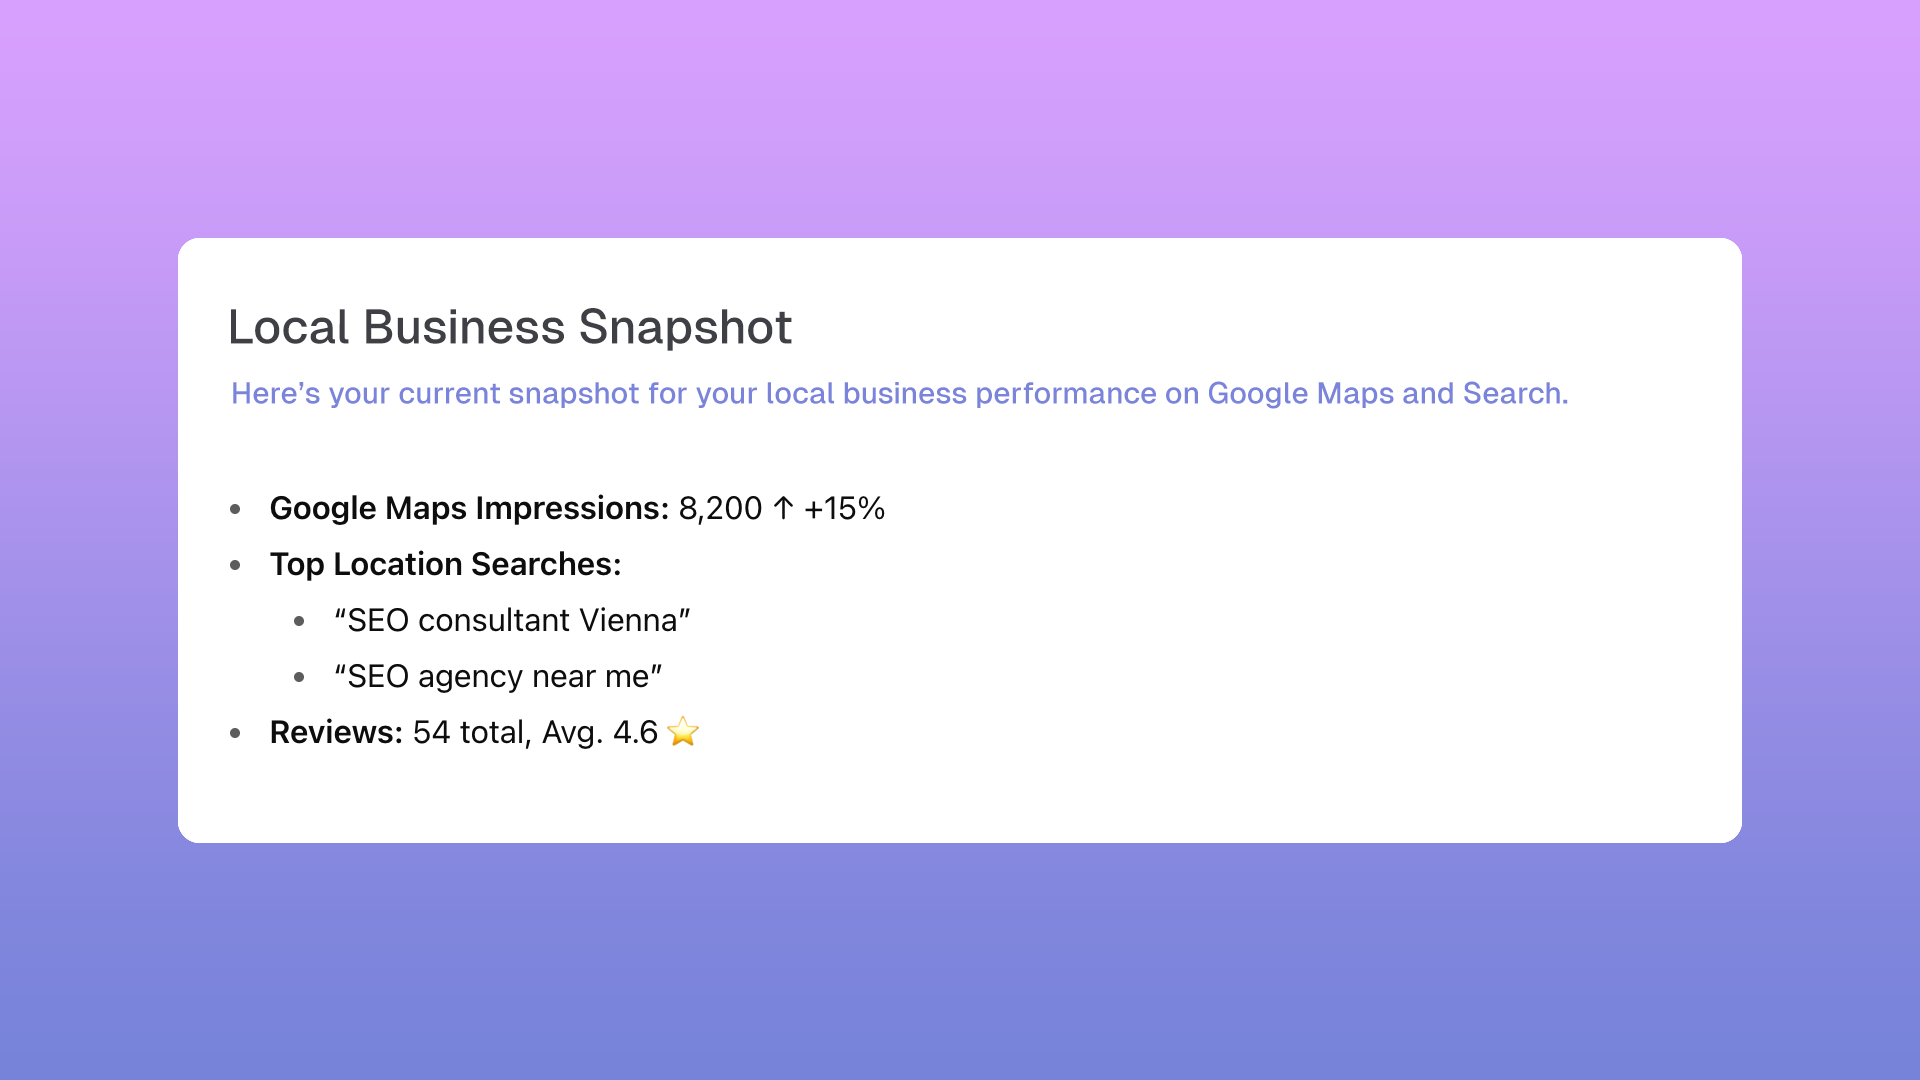 Local Business Snapshot
Here’s your current snapshot for your local business performance on Google Maps and Search.
• Google Maps Impressions: 8,200 ↑ +15%
• Top Location Searches:
• “SEO consultant Vienna”
• “SEO agency near me”
• Reviews: 54 total, Avg. 4.6 ⭐